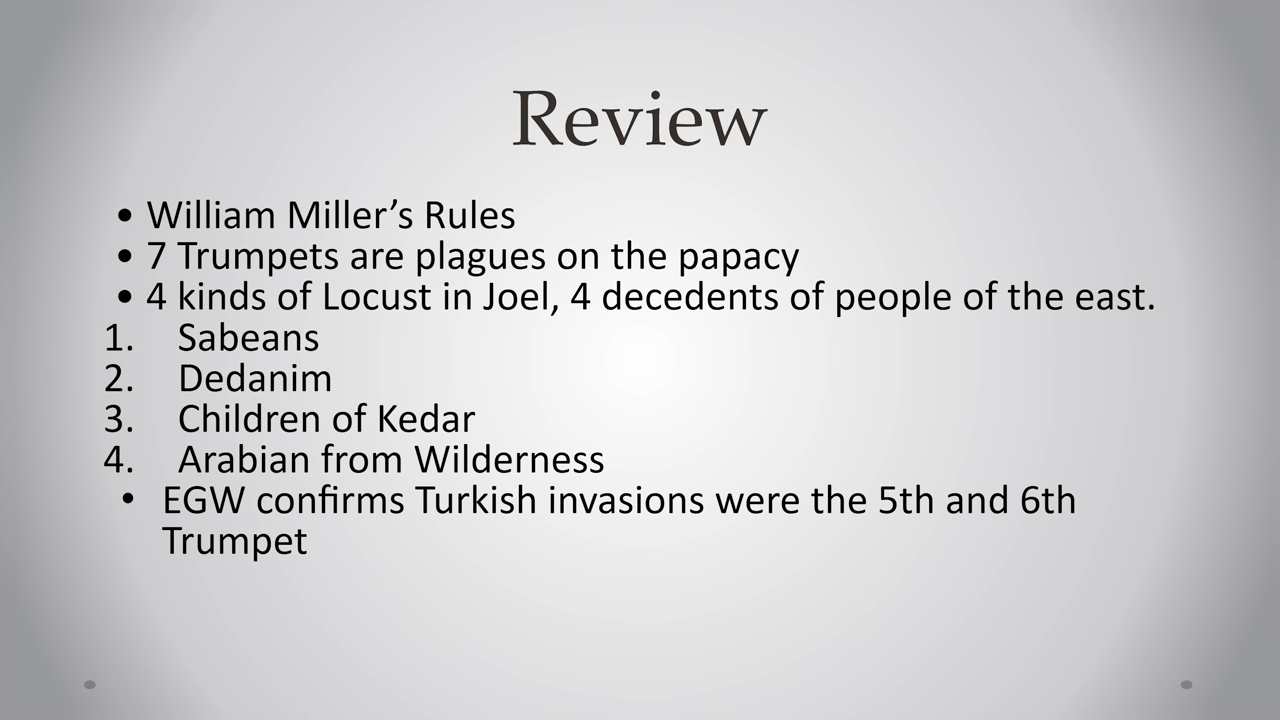 Review
• William Miller’s Rules
• 7 Trumpets are plagues on the papacy
• 4 kinds of Locust in Joel, 4 decedents of people of the east.
1. Sabeans
2. Dedanim
3. Children of Kedar
4. Arabian from Wilderness
• EGW confirms Turkish invasions were the 5th and 6th
Trumpet